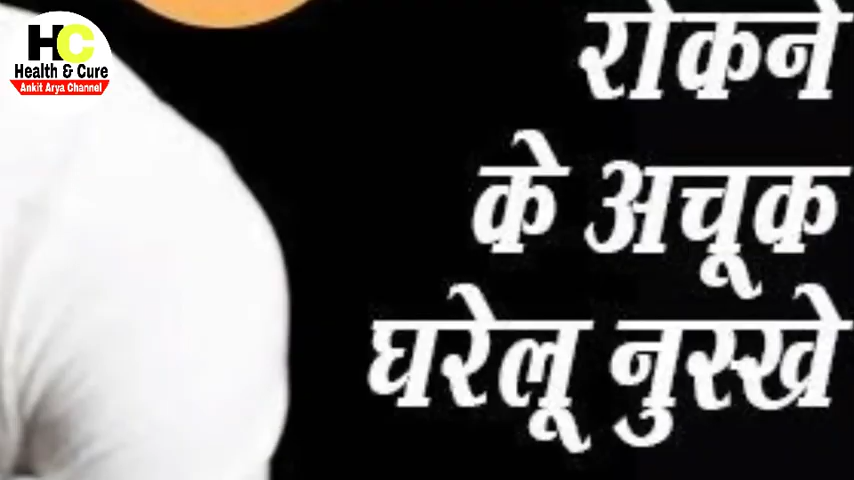 HC
Health & Cure
Ankit Arya Channel
रोकने
के अचूक
घरेलू नुस्खे